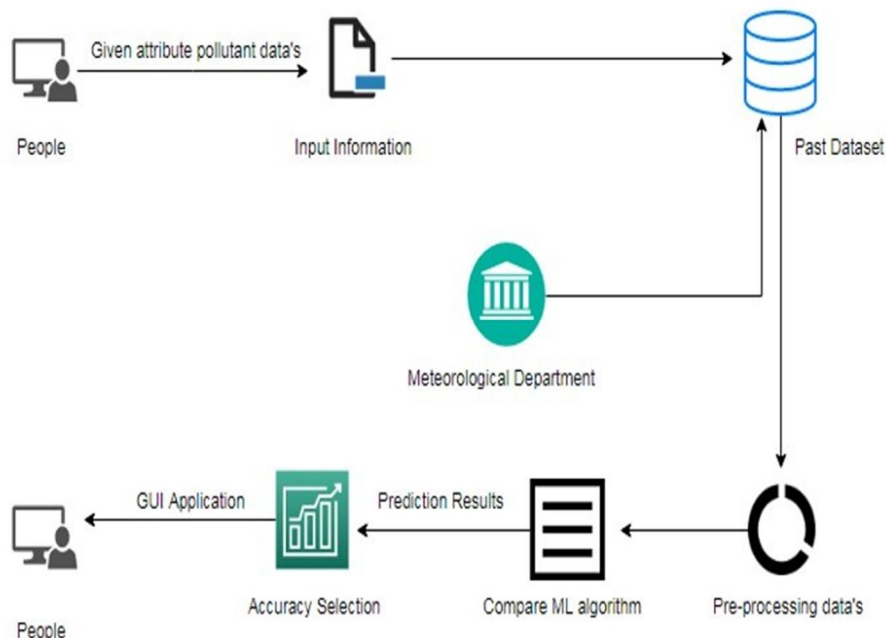 Given attribute pollutant data's
People
Input Information
Past Dataset
Meteorological Department
GUI Application
Prediction Results
People
Accuracy Selection
Compare ML algorithm
Pre-processing data's